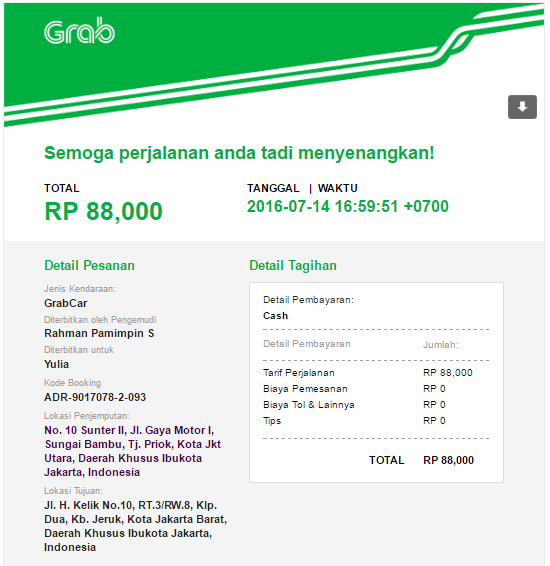 Grab
Semoga perjalanan anda tadi menyenangkan!
TOTAL
RP 88,000
TANGGAL | WAKTU
2016-07-14 16:59:51 +0700
Detail Pesanan
Jenis Kendaraan:
GrabCar
Diterbitkan oleh Pengemudi
Rahman Pamimpin S
Diterbitkan untuk
Yulia
Kode Booking
ADR-9017078-2-093
Lokasi Penjemputan:
No. 10 Sunter II, Jl. Gaya Motor I,
Sungai Bambu, Tj. Priok, Kota Jkt
Utara, Daerah Khusus Ibukota
Jakarta, Indonesia
Lokasi Tujuan:
Jl. H. Kelik No.10, RT.3/RW.8, Klp.
Dua, Kb. Jeruk, Kota Jakarta Barat,
Daerah Khusus Ibukota Jakarta,
Indonesia
Detail Tagihan
Detail Pembayaran:
Cash
Detail Pembayaran Jumlah:
Tarif Perjalanan RP 88,000
Biaya Pemesanan RP 0
Biaya Tol & Lainnya RP 0
Tips RP 0
TOTAL RP 88,000